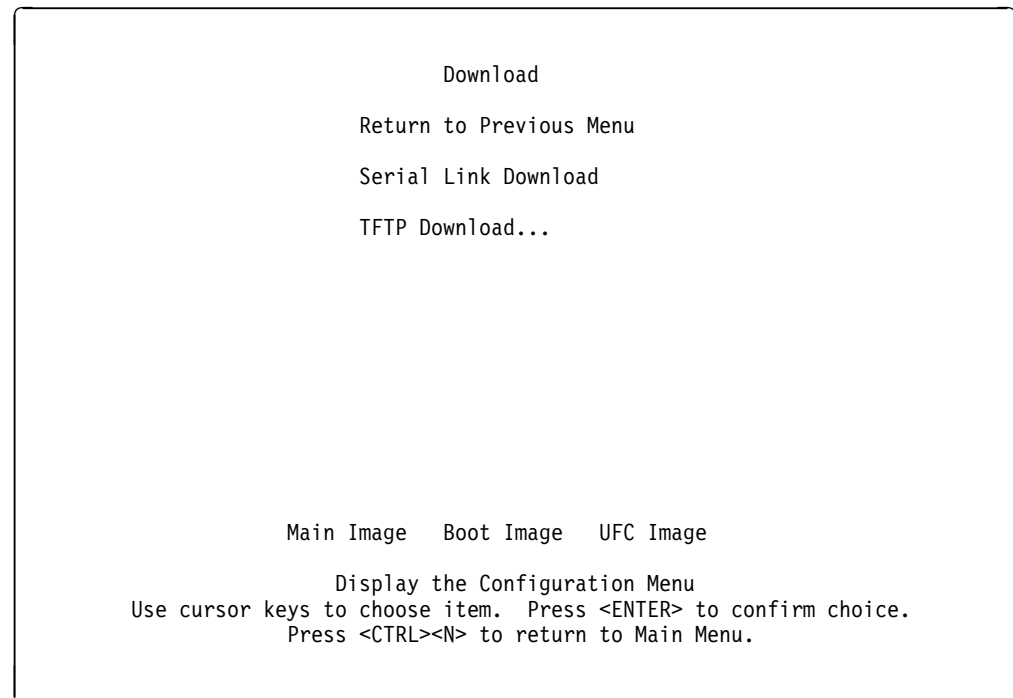 Download
Return to Previous Menu
Serial Link Download
TFTP Download...
Main Image   Boot Image   UFC Image
Display the Configuration Menu
Use cursor keys to choose item.  Press <ENTER> to confirm choice.
Press <CTRL><N> to return to Main Menu.